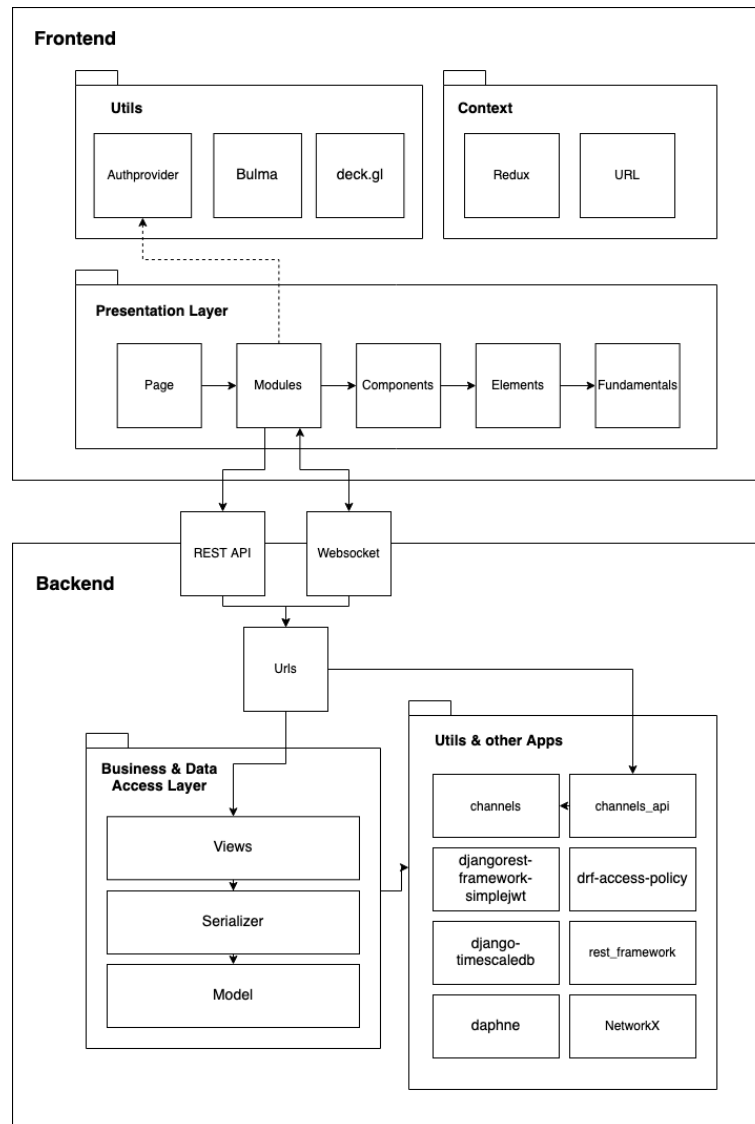 Frontend
Utils
Context
Authprovider
Bulma
deck.gl
Redux
URL
Presentation Layer
Page
Modules
Components
Elements
Fundamentals
REST API
Websocket
Backend
Urls
Business & Data
Access Layer
Views
Serializer
Model
Utils & other Apps
channels
channels_api
djangorest-
framework-
simplejwt
drf-access-policy
django-
timescaledb
rest_framework
daphne
NetworkX